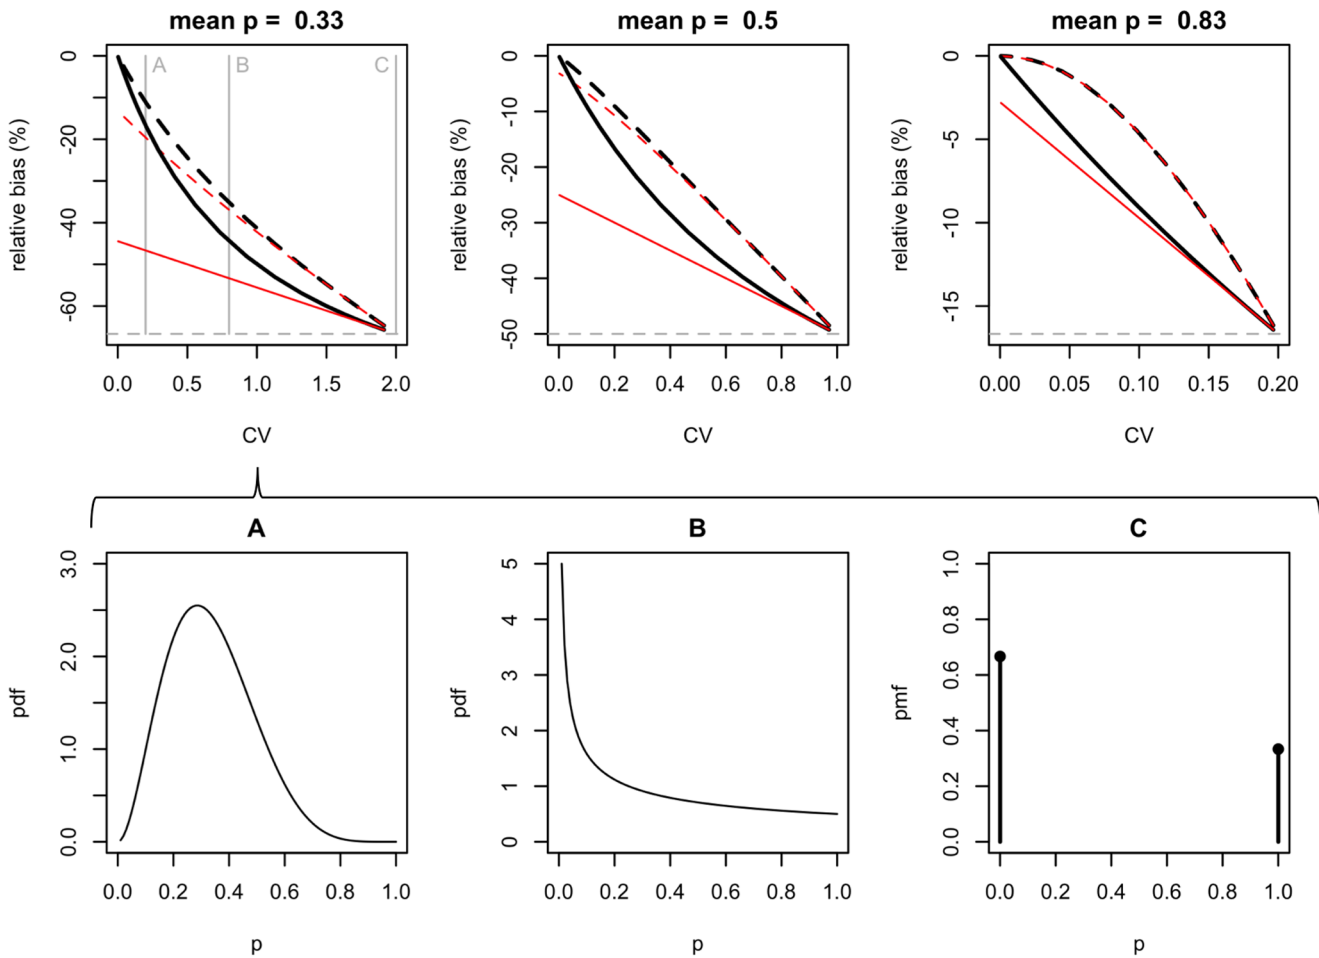 mean p = 0.33
mean p = 0.5
mean p = 0.83
relative bias (%)
0
-20
-40
-60
A
B
C
0.0 0.5 1.0 1.5 2.0
CV
relative bias (%)
0
-10
-20
-30
-40
-50
0.0 0.2 0.4 0.6 0.8 1.0
CV
relative bias (%)
0
-5
-10
-15
0.00 0.05 0.10 0.15 0.20
CV
A
pdf
3.0
2.0
1.0
0.0
0.0 0.2 0.4 0.6 0.8 1.0
p
B
pdf
5
4
3
2
1
0
0.0 0.2 0.4 0.6 0.8 1.0
p
C
pmf
1.0
0.8
0.6
0.4
0.2
0.0
0.0 0.2 0.4 0.6 0.8 1.0
p